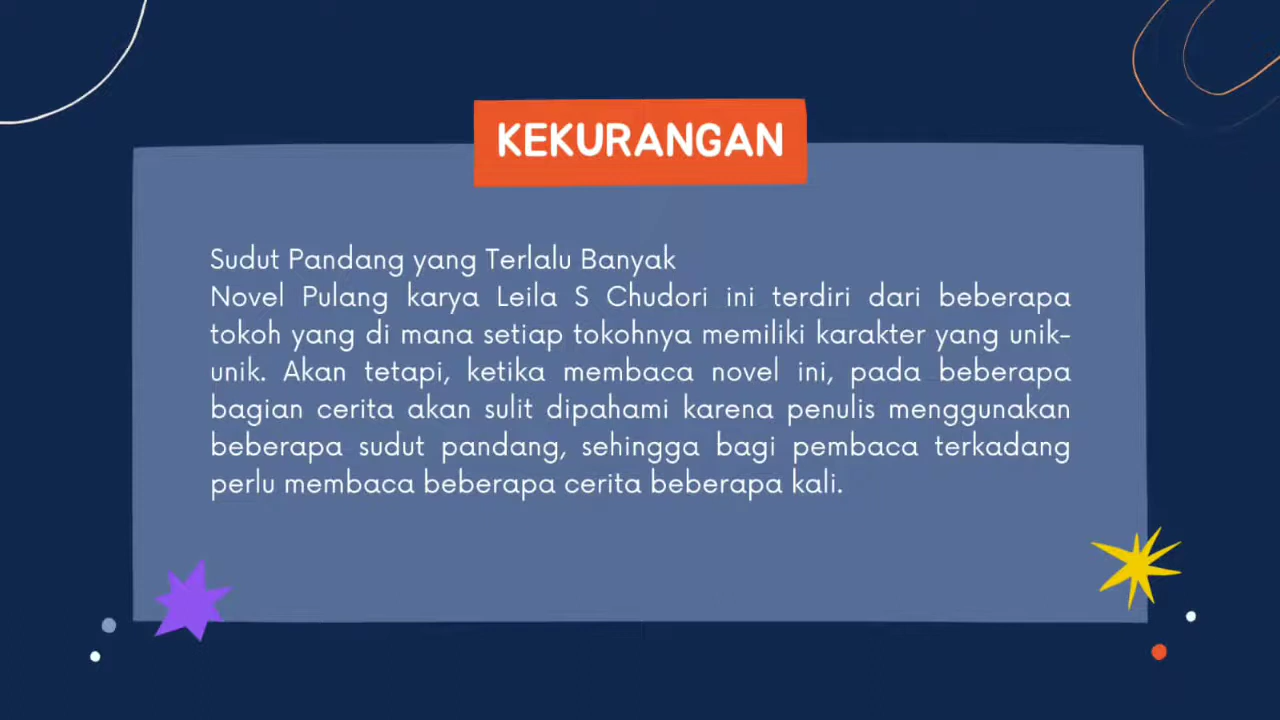 KEKURANGAN
Sudut Pandang yang Terlalu Banyak
Novel Pulang karya Leila S Chudori ini terdiri dari beberapa
tokoh yang di mana setiap tokohnya memiliki karakter yang unik-
unik. Akan tetapi, ketika membaca novel ini, pada beberapa
bagian cerita akan sulit dipahami karena penulis menggunakan
beberapa sudut pandang, sehingga bagi pembaca terkadang
perlu membaca beberapa cerita beberapa kali.